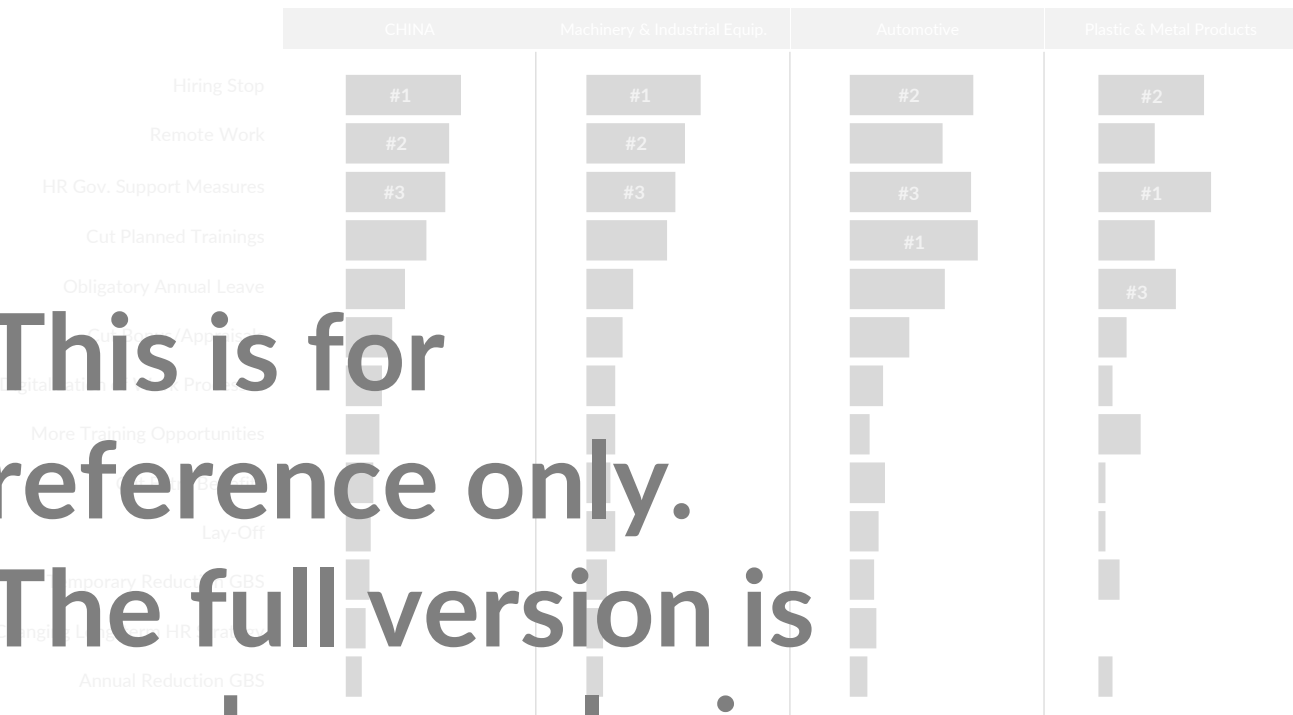 CHINA Machinery & Industrial Equip. Automotive Plastic & Metal Products
Hiring Stop #1 #1 #2 #2
Remote Work #2 #2
HR Gov. Support Measures #3 #3 #3 #1
Cut Planned Trainings #1
Obligatory Annual Leave #3
This is for
More Training Opportunities
reference only.
Lay-Off
The full version is
Annual Reduction GBS